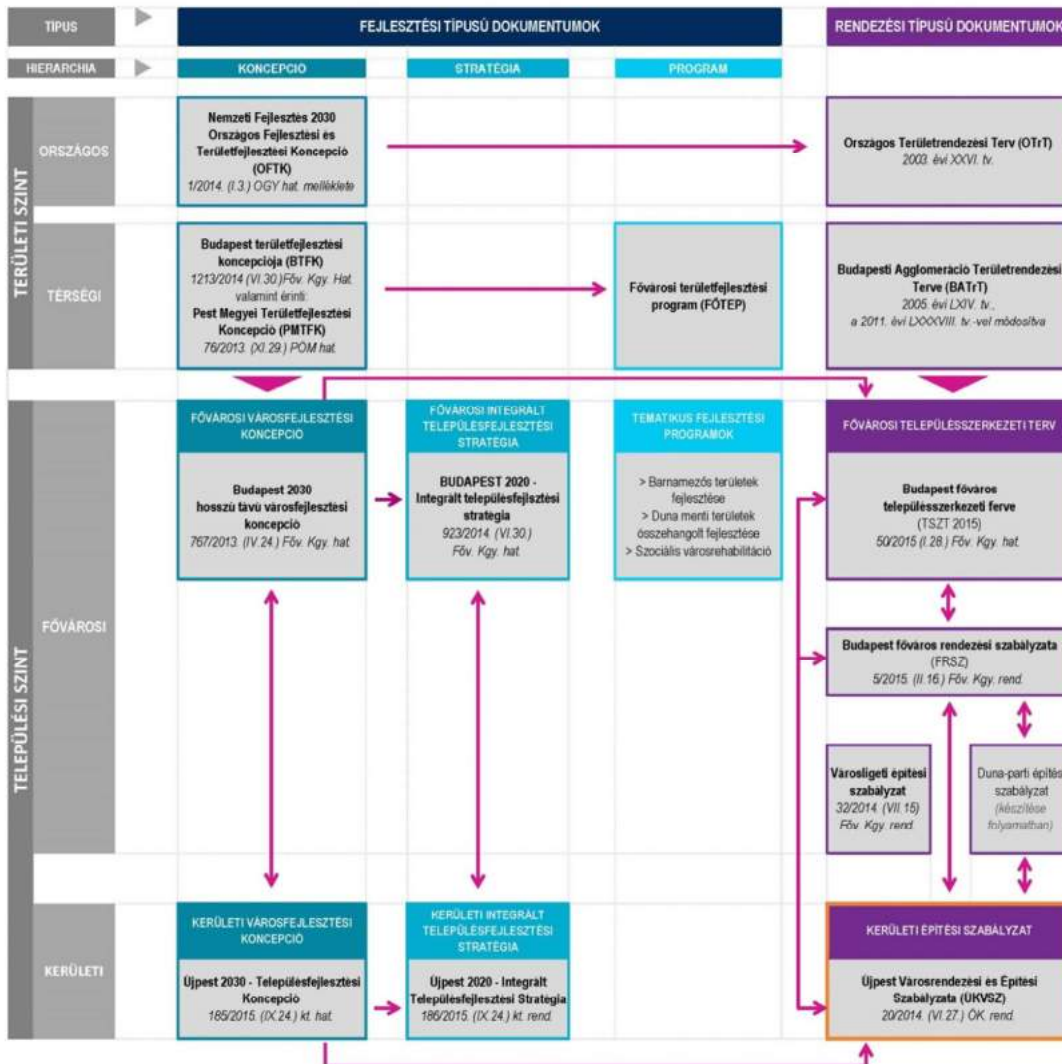 TÍPUS
FEJLESZTÉSI TÍPUSÚ DOKUMENTUMOK
RENDEZÉSI TÍPUSÚ DOKUMENTUMOK
HIERARCHIA
KONCEPCIÓ
STRATÉGIA
PROGRAM
TERÜLETI SZINT
ORSZÁGOS
Nemzeti Fejlesztés 2030
Országos Fejlesztési és
Területfejlesztési Koncepció
(OFTK)
1/2014. (I.3.) OGY hat. melléklete
Országos Területrendezési Terv (OTrT)
2003. évi XXVI. tv.
TÉRSÉGI
Budapest területfejlesztési
koncepciója (BTFK)
1213/2014 (VI.30.)Föv. Kgy. Hat.
valamint érinti:
Pest Megyei Területfejlesztési
Koncepció (PMTFK)
76/2013. (XI.29.) PÖM hat.
Fővárosi területfejlesztési
program (FŐTEP)
Budapesti Agglomeráció Területrendezési
Terve (BATrT)
2005. évi LXIV. tv.,
a 2011. évi LXXXVIII. tv.-vel módosítva
TELEPÜLÉSI SZINT
FŐVÁROSI
FŐVÁROSI VÁROSFEJLESZTÉSI
KONCEPCIÓ
Budapest 2030
hosszú távú városfejlesztési
koncepció
767/2013. (IV.24.) Föv. Kgy. hat.
FŐVÁROSI INTEGRÁLT
TELEPÜLÉSFEJLESZTÉSI
STRATÉGIA
BUDAPEST 2020 -
Integrált településfejlsztési
stratégia
923/2014. (VI.30.)
Föv. Kgy. hat.
TEMATIKUS FEJLESZTÉSI
PROGRAMOK
> Barnamezős területek
fejlesztése
> Duna menti területek
összehangolt fejlesztése
> Szociális városrehabilitáció
FŐVÁROSI TELEPÜLÉSSZERKEZETI TERV
Budapest főváros
településszerkezeti ferve
(TSZT 2015)
50/2015 (I.28.) Föv. Kgy. hat.
Budapest főváros rendezési szabályzata
(FRSZ)
5/2015. (II.16.) Föv. Kgy. rend.
Városligeti építési
szabályzat
32/2014. (VII.15)
Föv. Kgy. rend.
Duna-parti építés
szabályzat
(készítése
folyamatban)
KERÜLETI
KERÜLETI VÁROSFEJLESZTÉSI
KONCEPCIÓ
Újpest 2030 - Településfejlesztési
Koncepció
185/2015. (IX.24.) kt. hat.
KERÜLETI INTEGRÁLT
TELEPÜLÉSFEJLESZTÉSI
STRATÉGIA
Újpest 2020 - Integrált
Településfejlesztési Stratégia
186/2015. (IX.24.) kt. rend.
KERÜLETI ÉPÍTÉSI SZABÁLYZAT
Újpest Városrendezési és Építési
Szabályzata (ÚKVSZ)
20/2014. (VI.27.) ÖK. rend.